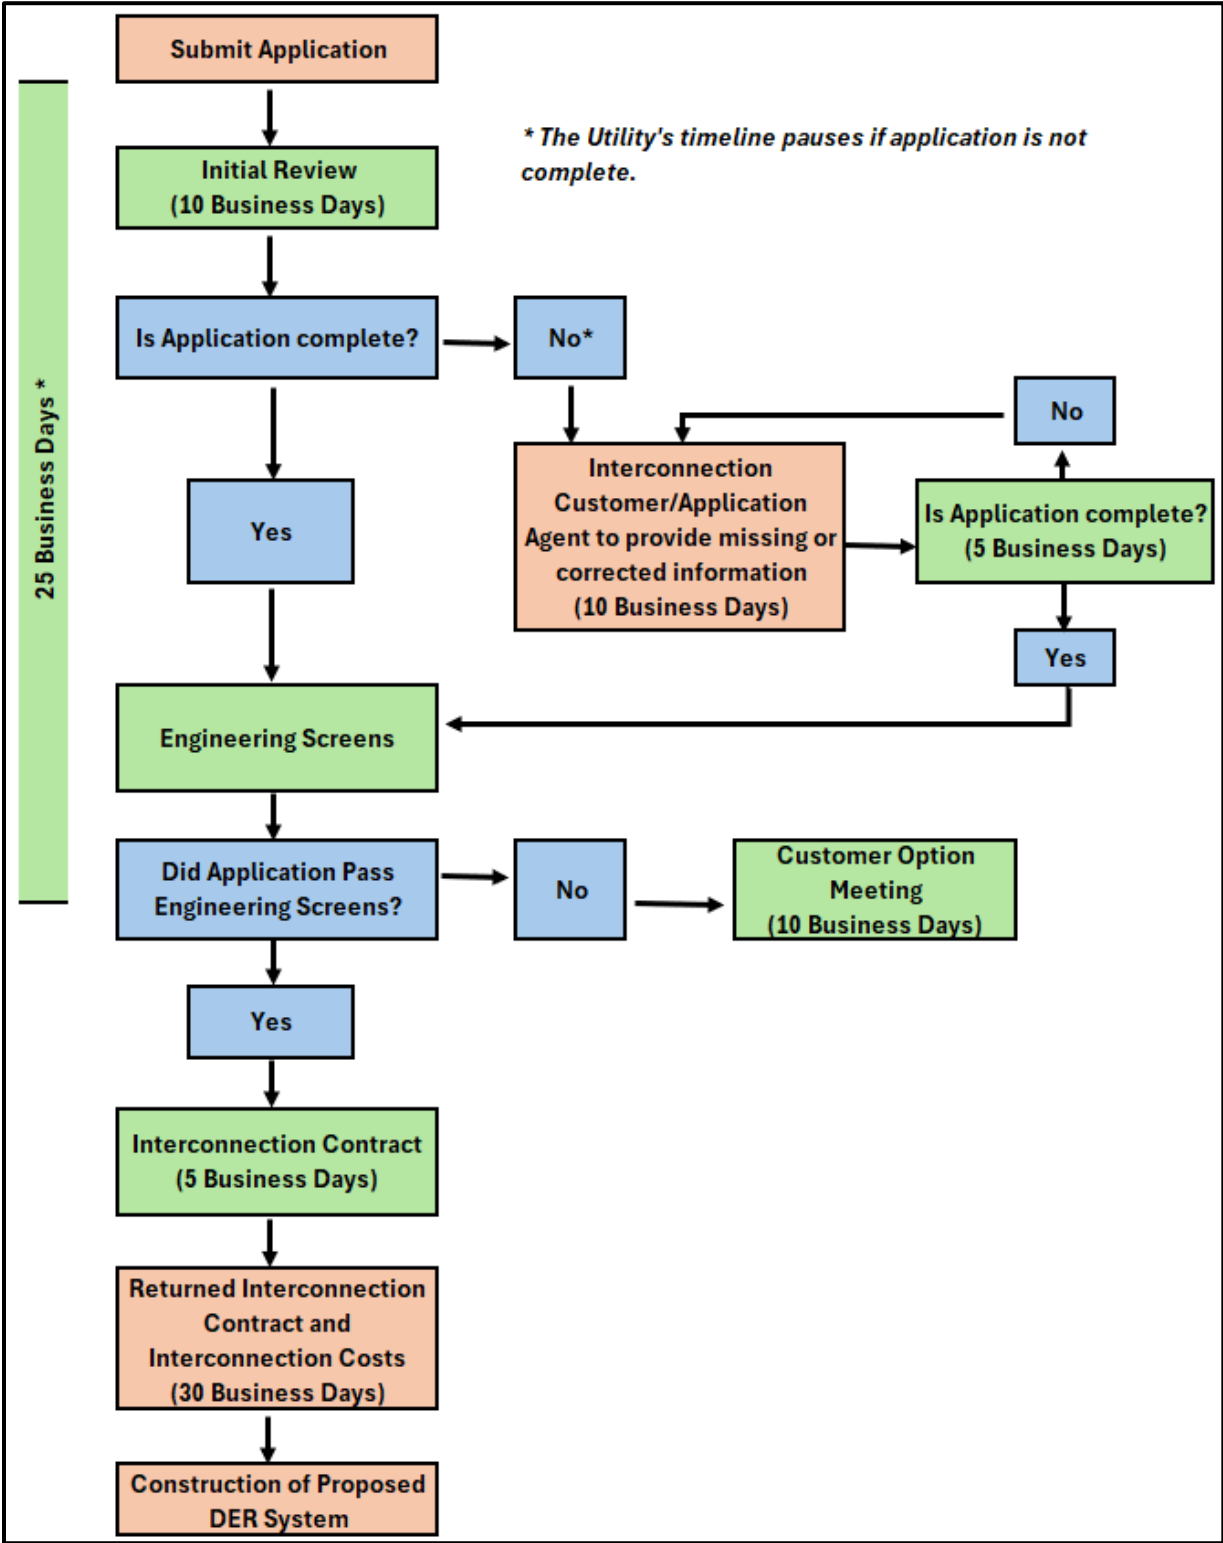 Submit Application
25 Business Days *
* The Utility's timeline pauses if application is not
complete.
Initial Review
(10 Business Days)
Is Application complete?
No*
No
Interconnection
Customer/Application
Agent to provide missing or
corrected information
(10 Business Days)
Is Application complete?
(5 Business Days)
Yes
Yes
Engineering Screens
Did Application Pass
Engineering Screens?
No
Customer Option
Meeting
(10 Business Days)
Yes
Interconnection Contract
(5 Business Days)
Returned Interconnection
Contract and
Interconnection Costs
(30 Business Days)
Construction of Proposed
DER System